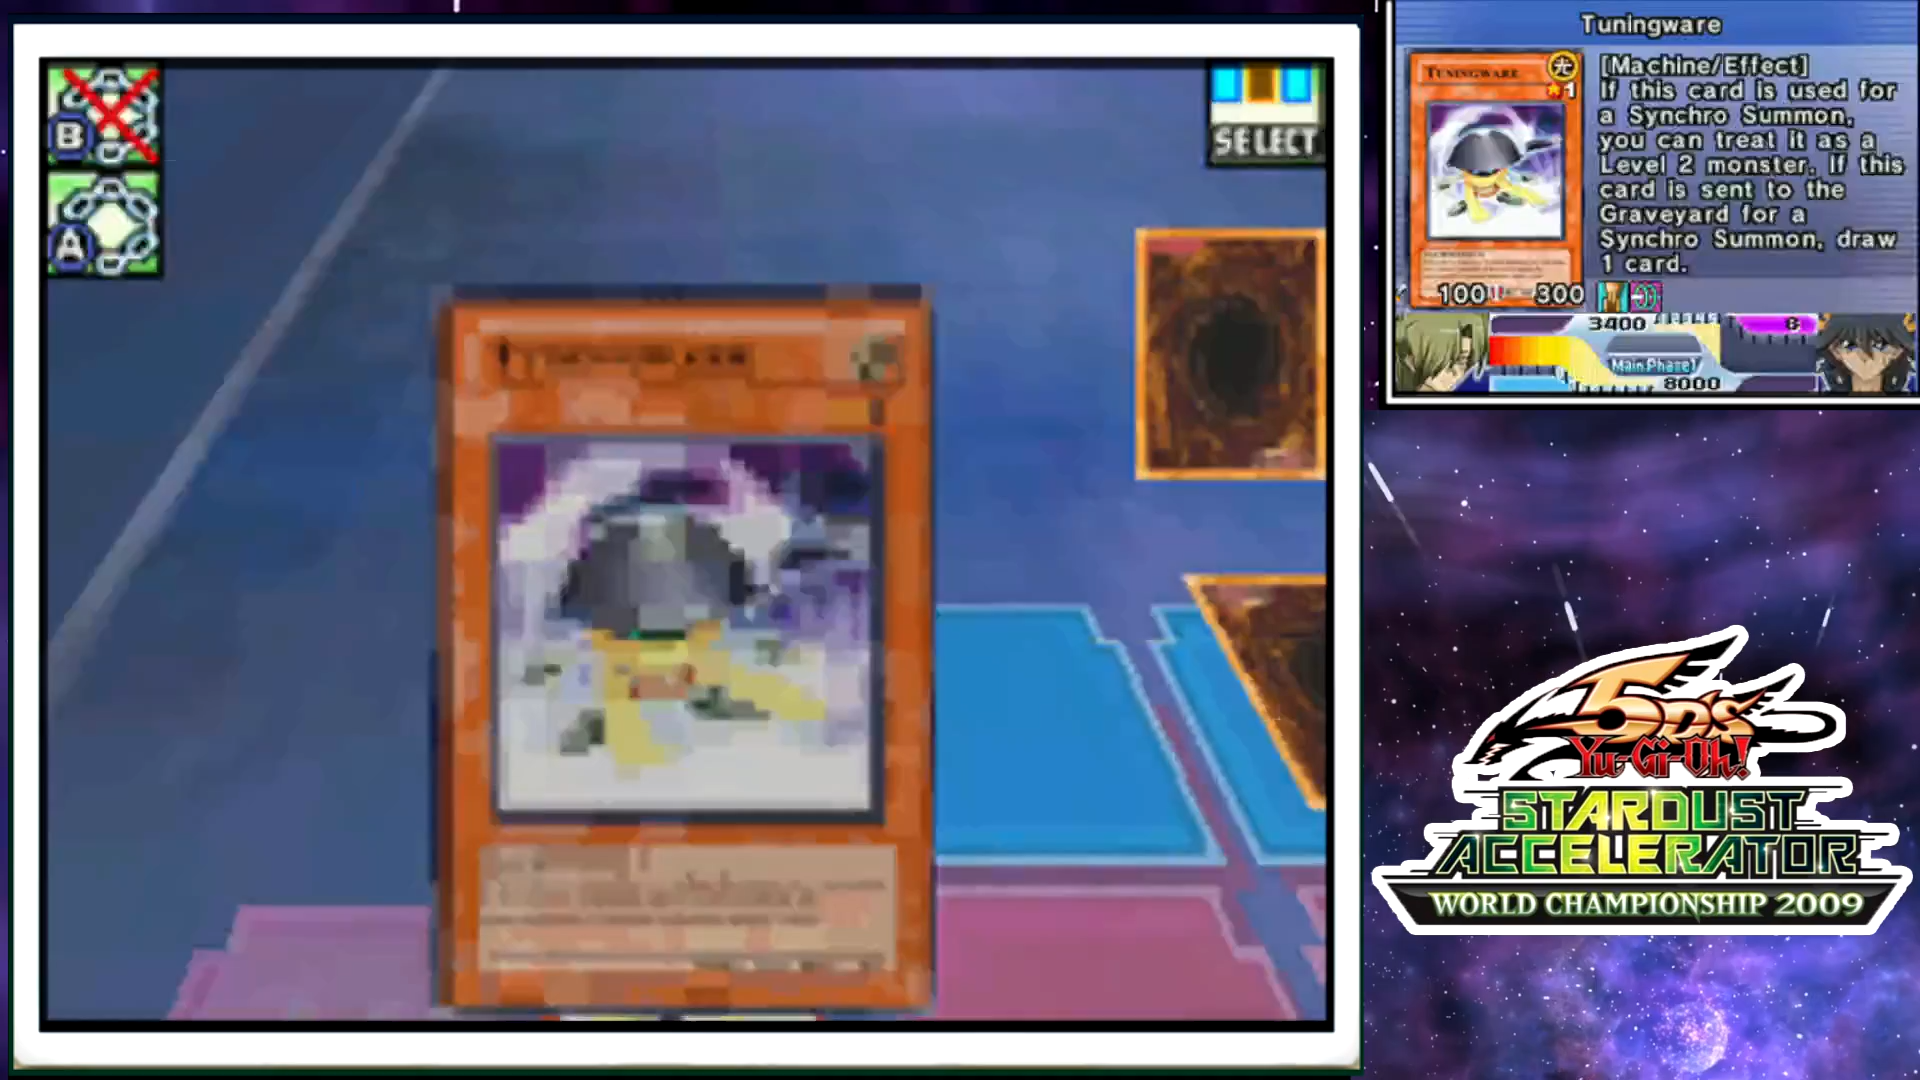 B
A
SELECT
Tuningware
TUNINGWARE
1
[Machine/Effect]
If this card is used for
a Synchro Summon,
you can treat it as a
Level 2 monster. If this
card is sent to the
Graveyard for a
Synchro Summon, draw
1 card.
100 300
3400
8
Main Phase1
8000
5D's
Yu-Gi-Oh!
STARDUST
ACCELERATOR
WORLD CHAMPIONSHIP 2009